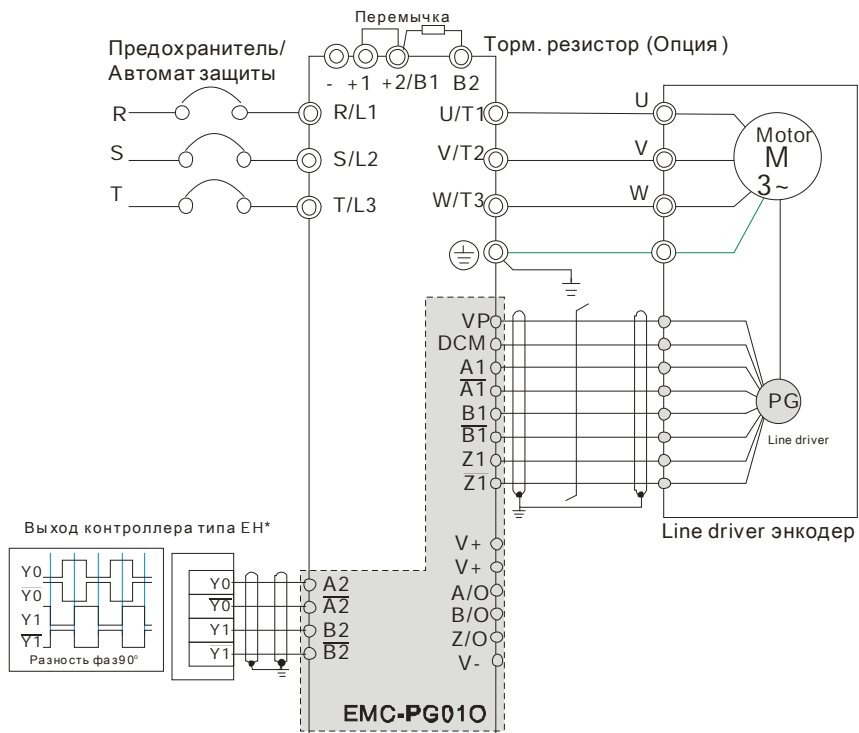 Перемычка
Предохранитель/
Автомат защиты
Торм. резистор (Опция)
- +1 +2/B1 B2
R R/L1 U/T1 U
S S/L2 V/T2 V
T T/L3 W/T3 W
Motor
M
3~
VP
DCM
A1
A1
B1
B1
Z1
Z1
PG
Line driver
Line driver энкодер
V+
V+
A/O
B/O
Z/O
V-
Выход контроллера типа EH*
Y0
Y0
Y1
Y1
Разность фаз90°
Y0 A2
Y0 A2
Y1 B2
Y1 B2
EMC-PG01O